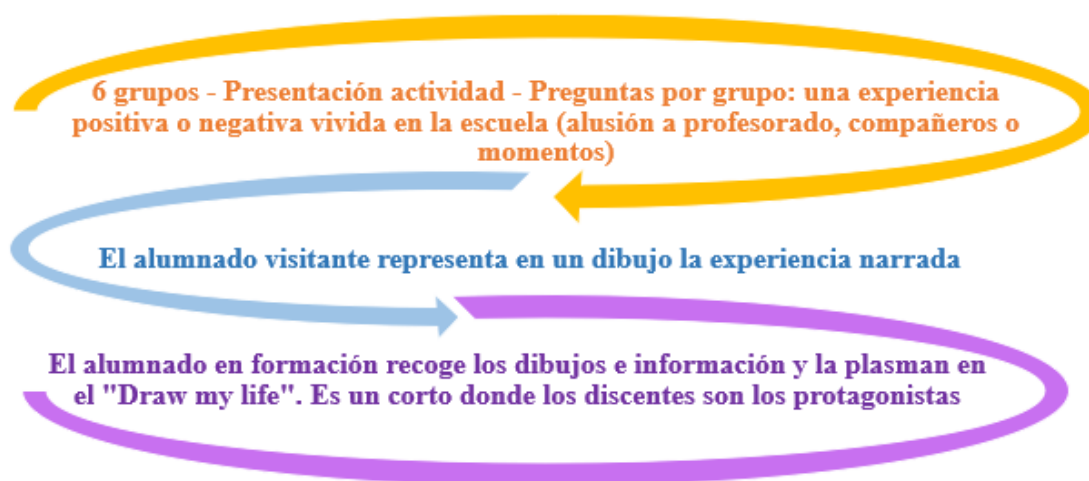 6 grupos - Presentación actividad - Preguntas por grupo: una experiencia
positiva o negativa vivida en la escuela (alusión a profesorado, compañeros o
momentos)
El alumnado visitante representa en un dibujo la experiencia narrada
El alumnado en formación recoge los dibujos e información y la plasman en
el "Draw my life". Es un corto donde los discentes son los protagonistas